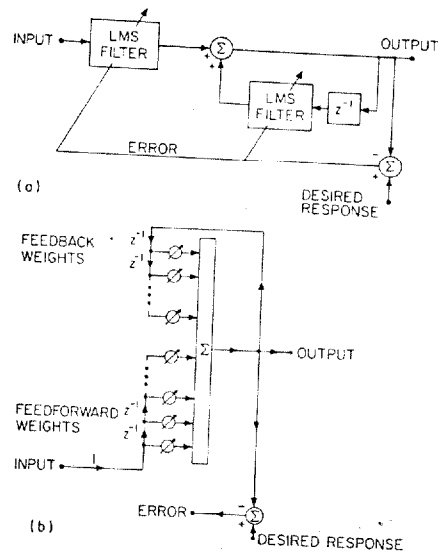 INPUT
LMS
FILTER
+
Σ
+
OUTPUT
LMS
FILTER
z⁻¹
ERROR
−
Σ
+
DESIRED
RESPONSE
(a)
FEEDBACK
WEIGHTS
z⁻¹
z⁻¹
Σ
OUTPUT
FEEDFORWARD
WEIGHTS
z⁻¹
z⁻¹
INPUT
1
ERROR
−
Σ
+
DESIRED RESPONSE
(b)